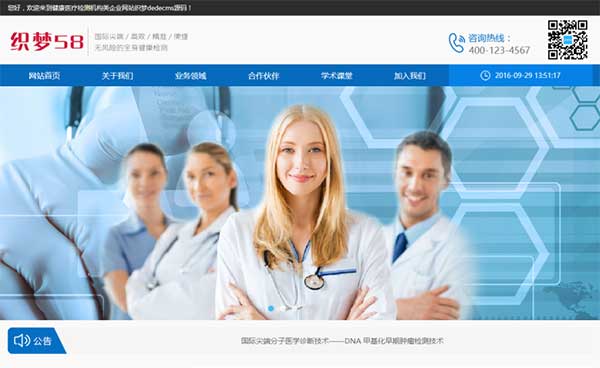 您好，欢迎来到健康医疗检测机构类企业网站织梦dedecms源码！
织梦58
国际尖端 / 高效 / 精准 / 便捷
无风险的全身健康检测
咨询热线：
400-123-4567
网站首页 关于我们 业务领域 合作伙伴 学术课堂 加入我们 2016-09-29 13:51:17
公告 国际尖端分子医学诊断技术——DNA 甲基化早期肿瘤检测技术